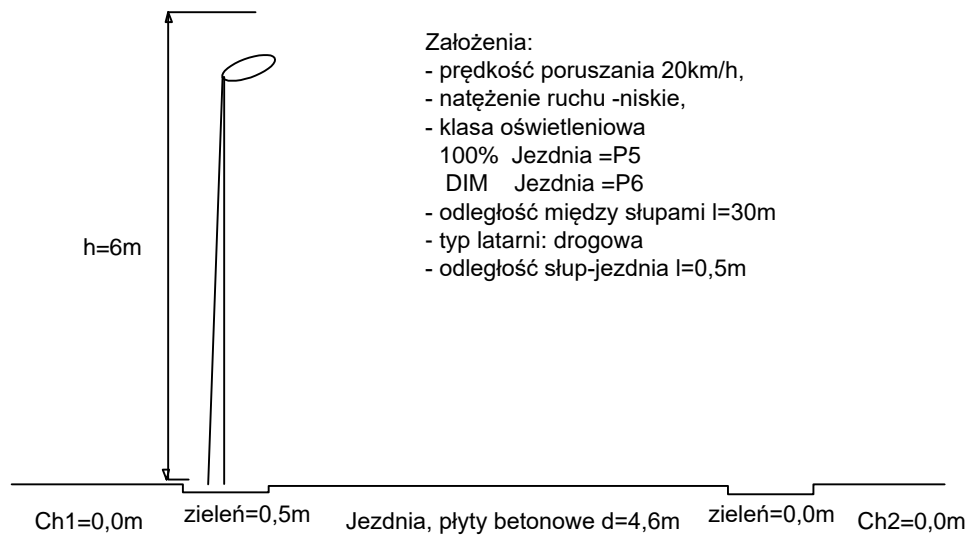 Założenia:
- prędkość poruszania 20km/h,
- natężenie ruchu -niskie,
- klasa oświetleniowa
100% Jezdnia =P5
DIM Jezdnia =P6
- odległość między słupami l=30m
- typ latarni: drogowa
- odległość słup-jezdnia l=0,5m
h=6m
Ch1=0,0m
zieleń=0,5m
Jezdnia, płyty betonowe d=4,6m
zieleń=0,0m
Ch2=0,0m